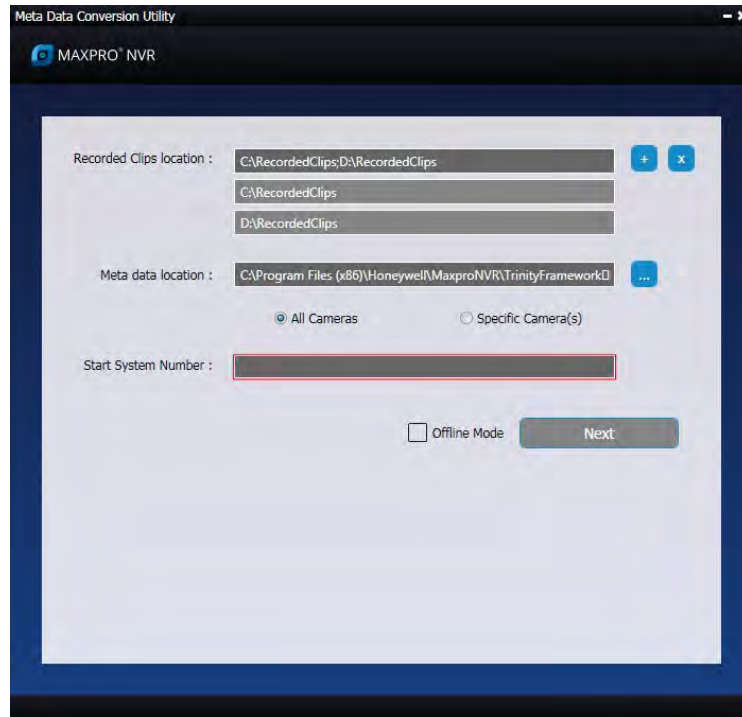 Meta Data Conversion Utility
MAXPRO® NVR
Recorded Clips location : C:\RecordedClips;D:\RecordedClips + x
C:\RecordedClips
D:\RecordedClips
Meta data location : C:\Program Files (x86)\Honeywell\MaxproNVR\TrinityFramework ...
All Cameras Specific Camera(s)
Start System Number :
Offline Mode Next